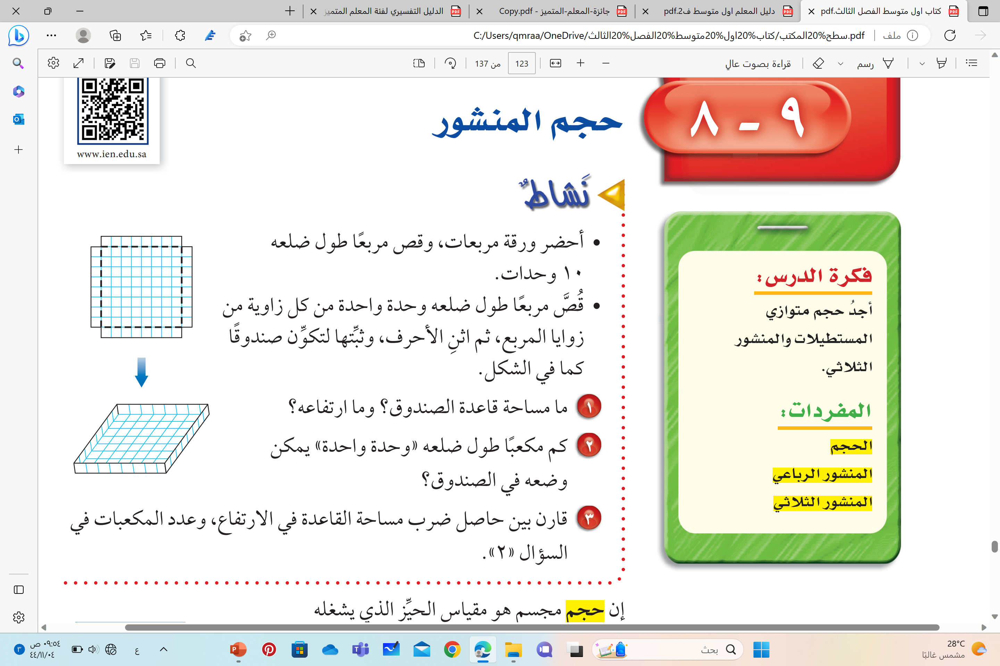 كتاب اول متوسط الفصل الثالث.pdf
دليل المعلم اول متوسط ف2.pdf
جائزة-المعلم-المتميز - Copy.pdf
الدليل التفسيري لفئة المعلم المتميز
ملف
C:/Users/qmraa/OneDrive/سطح%20المكتب/كتاب%20اول%20متوسط%20الفصل%20الثالث.pdf
رسم
قراءة بصوت عالٍ
123
من 137
٩ - ٨
حجم المنشور
www.ien.edu.sa
فكرة الدرس:
أجدُ حجم متوازي
المستطيلات والمنشور
الثلاثي.
المفردات:
الحجم
المنشور الرباعي
المنشور الثلاثي
نَشاطٌ
• أحضر ورقة مربعات، وقص مربعًا طول ضلعه
١٠ وحدات.
• قُصَّ مربعًا طول ضلعه وحدة واحدة من كل زاوية من
زوايا المربع، ثم اثنِ الأحرف، وثبِّتها لتكوِّن صندوقًا
كما في الشكل.
١ ما مساحة قاعدة الصندوق؟ وما ارتفاعه؟
٢ كم مكعبًا طول ضلعه «وحدة واحدة» يمكن
وضعه في الصندوق؟
٣ قارن بين حاصل ضرب مساحة القاعدة في الارتفاع، وعدد المكعبات في
السؤال «٢».
إن حجم مجسم هو مقياس الحيِّز الذي يشغله
28°C
مشمس غالبًا
بحث
ع
٠٩:٥٤ ص
٤٤/١١/٠٤
٣